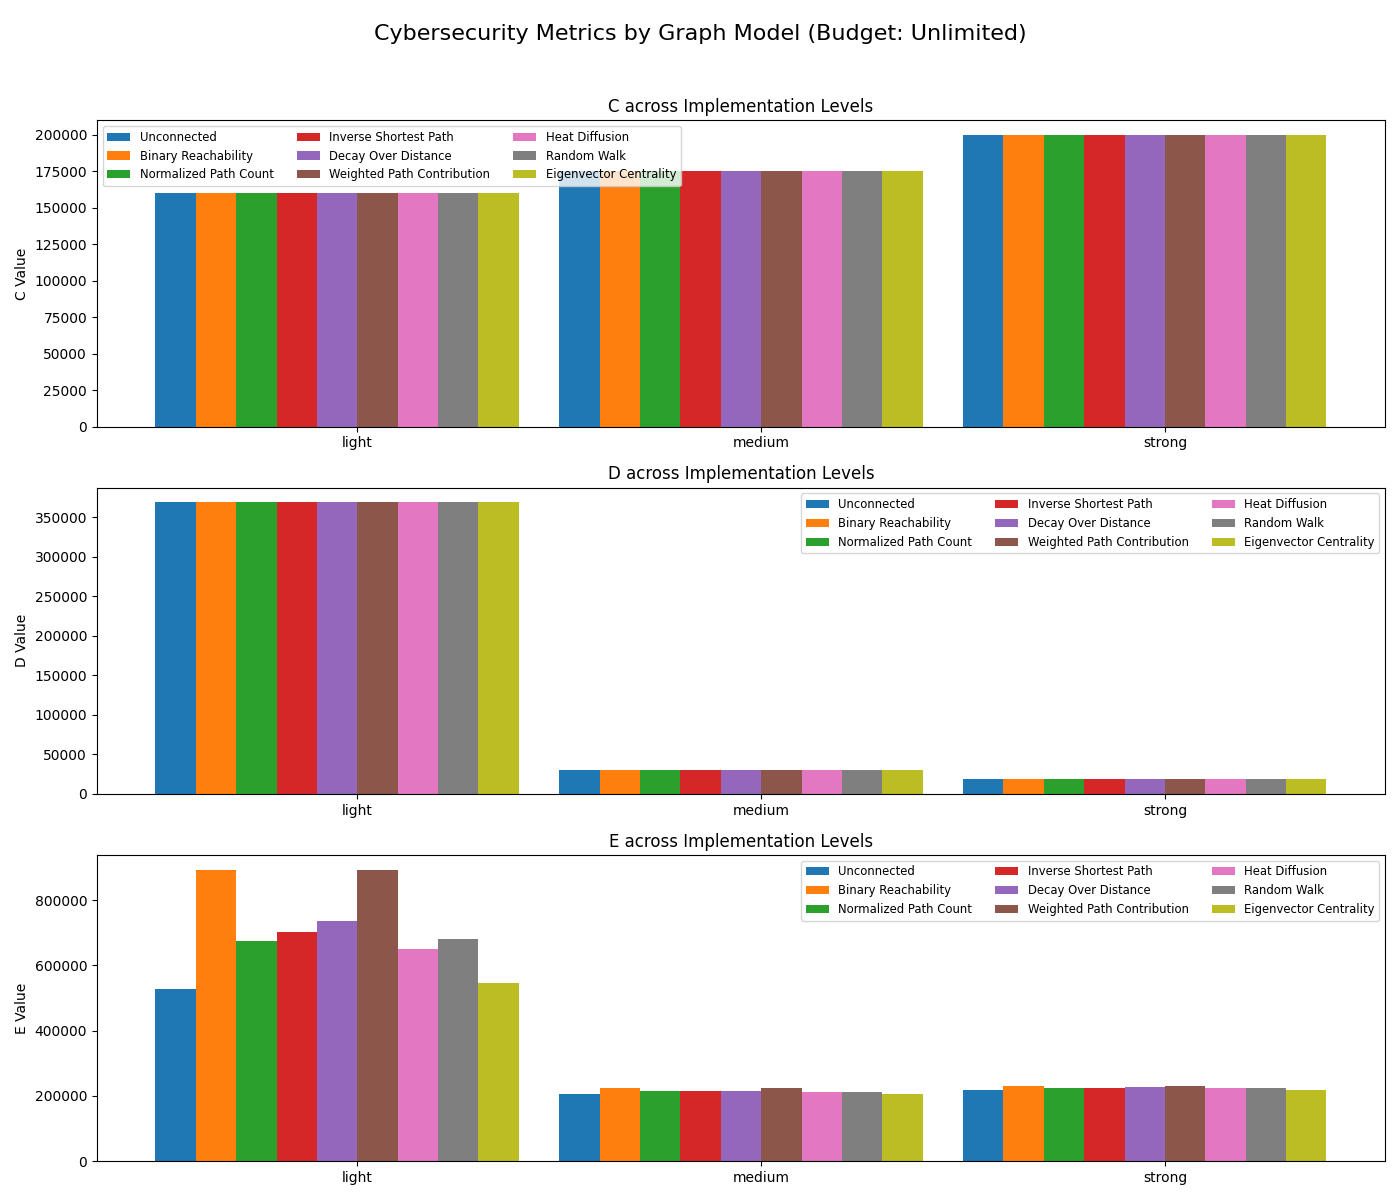 Cybersecurity Metrics by Graph Model (Budget: Unlimited)
C across Implementation Levels
Unconnected Inverse Shortest Path Heat Diffusion
Binary Reachability Decay Over Distance Random Walk
Normalized Path Count Weighted Path Contribution Eigenvector Centrality
C Value
200000
175000
150000
125000
100000
75000
50000
25000
0
light medium strong
D across Implementation Levels
Unconnected Inverse Shortest Path Heat Diffusion
Binary Reachability Decay Over Distance Random Walk
Normalized Path Count Weighted Path Contribution Eigenvector Centrality
D Value
350000
300000
250000
200000
150000
100000
50000
0
light medium strong
E across Implementation Levels
Unconnected Inverse Shortest Path Heat Diffusion
Binary Reachability Decay Over Distance Random Walk
Normalized Path Count Weighted Path Contribution Eigenvector Centrality
E Value
800000
600000
400000
200000
0
light medium strong